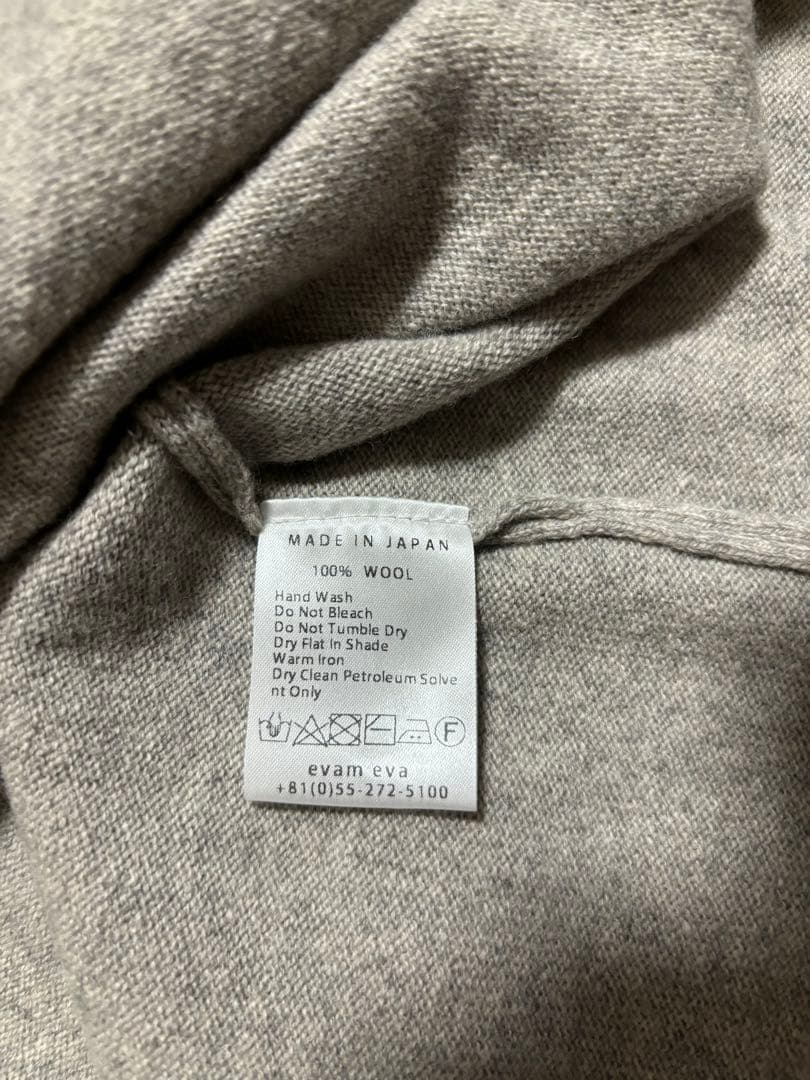 MADE IN JAPAN
100% WOOL
Hand Wash
Do Not Bleach
Do Not Tumble Dry
Dry Flat In Shade
Warm Iron
Dry Clean Petroleum Solve
nt Only
F
evam eva
+81(0)55-272-5100